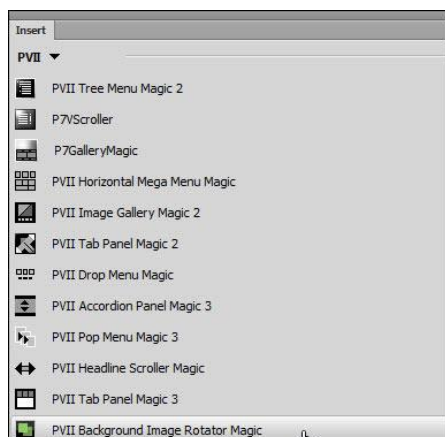 Insert
PVII
PVII Tree Menu Magic 2
P7VScroller
P7GalleryMagic
PVII Horizontal Mega Menu Magic
PVII Image Gallery Magic 2
PVII Tab Panel Magic 2
PVII Drop Menu Magic
PVII Accordion Panel Magic 3
PVII Pop Menu Magic 3
PVII Headline Scroller Magic
PVII Tab Panel Magic 3
PVII Background Image Rotator Magic